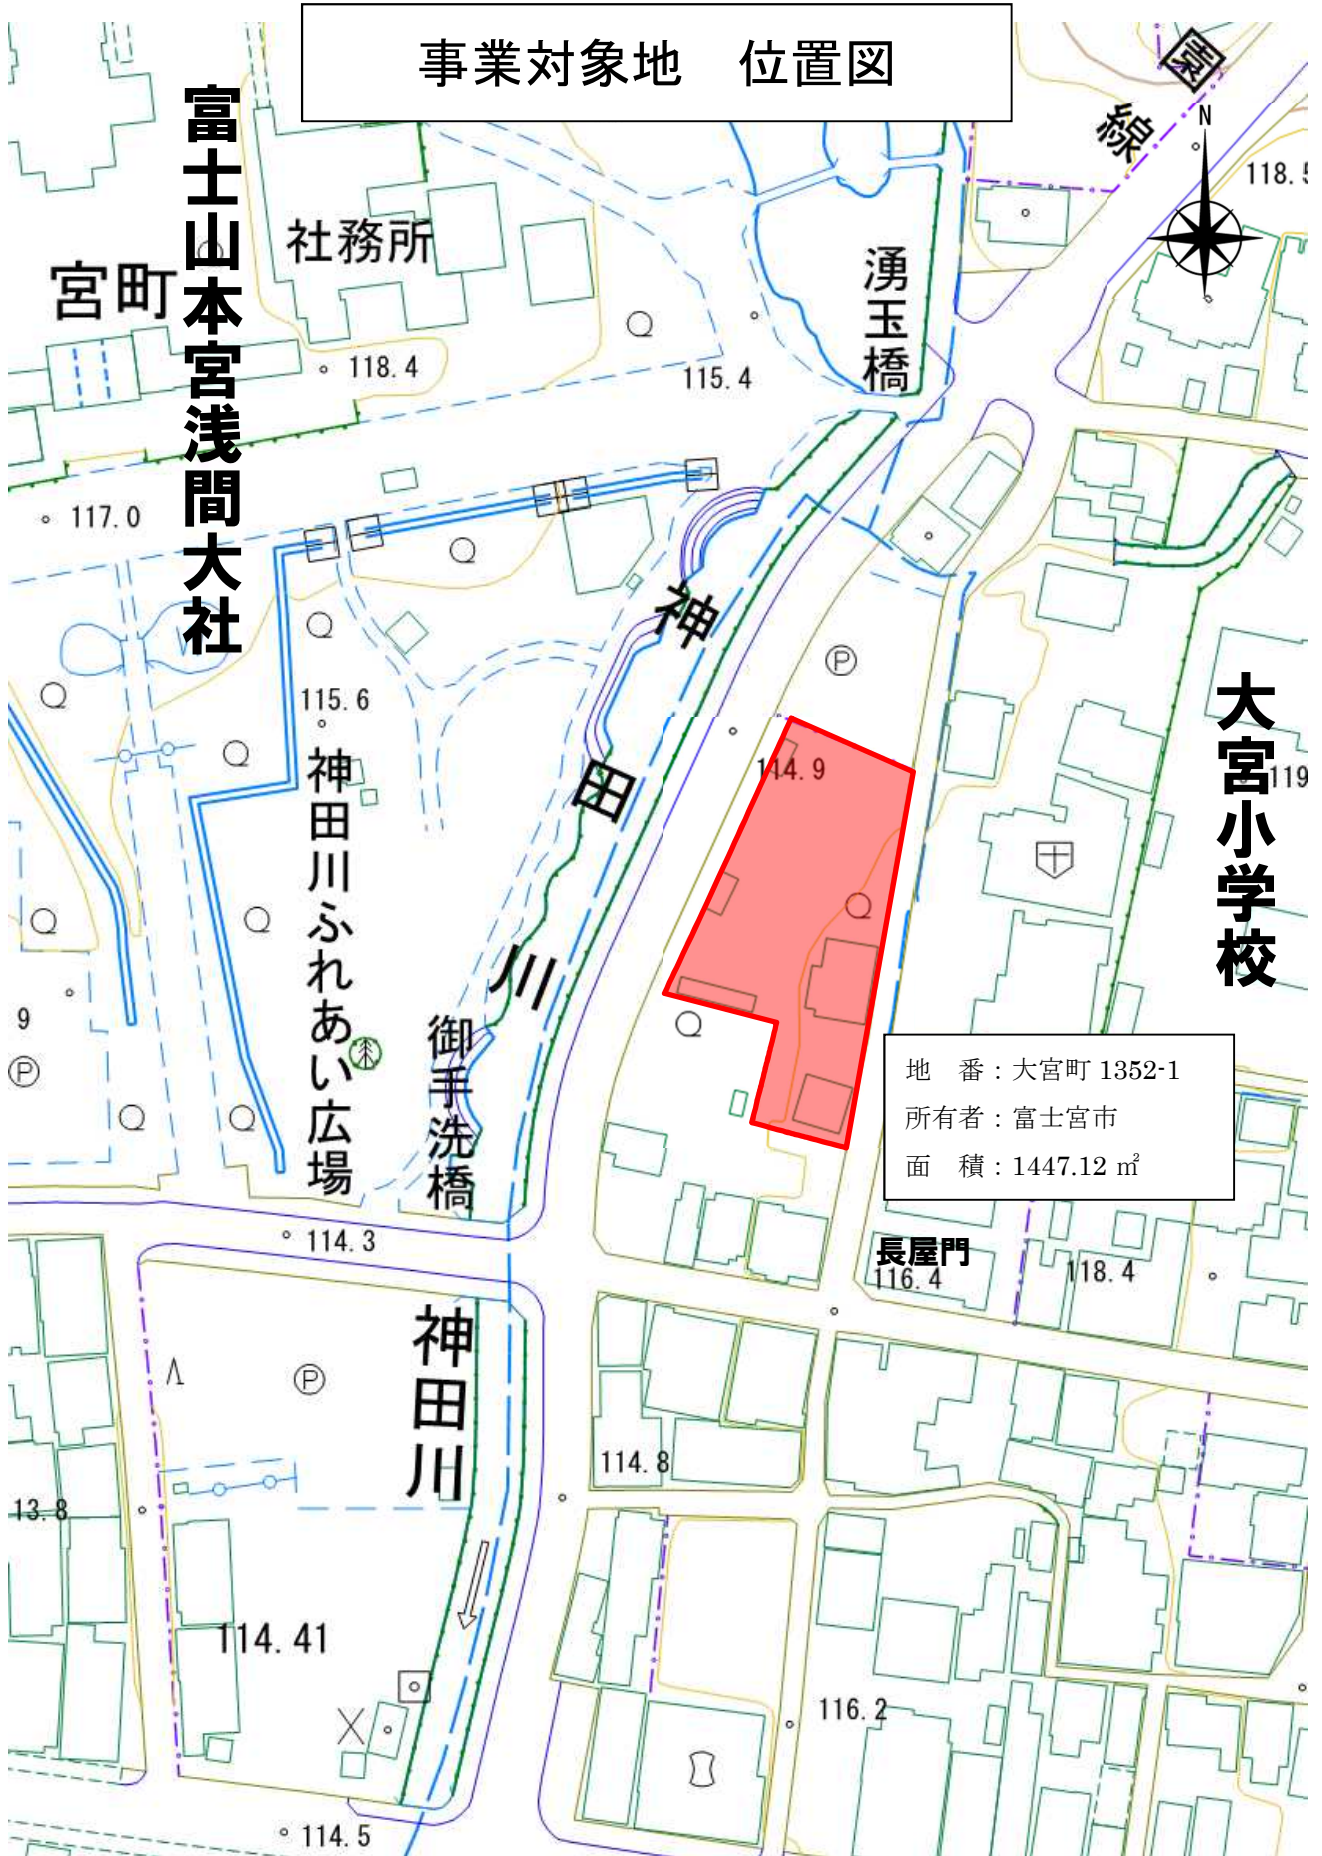 事業対象地　位置図
園線
N
118.5
富士山本宮浅間大社
社務所
宮町
湧玉橋
118.4
115.4
117.0
神田川
115.6
114.9
大宮小学校
119
神田川ふれあい広場
9
御手洗橋
地　番：大宮町 1352-1
所有者：富士宮市
面　積：1447.12 ㎡
114.3
長屋門
116.4
118.4
神田川
114.8
13.8
114.41
116.2
114.5
Ⓟ
Ⓟ
Ⓟ